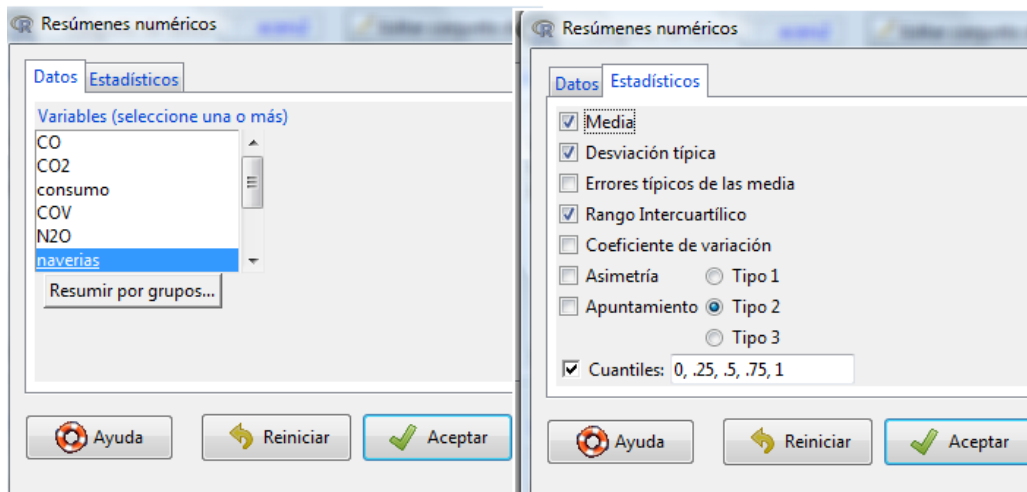 Resúmenes numéricos
Datos
Estadísticos
Variables (seleccione una o más)
CO
CO2
consumo
COV
N2O
naverias
Resumir por grupos...
Ayuda
Reiniciar
Aceptar
Resúmenes numéricos
Datos
Estadísticos
Media
Desviación típica
Errores típicos de las media
Rango Intercuartílico
Coeficiente de variación
Asimetría
Tipo 1
Apuntamiento
Tipo 2
Tipo 3
Cuantiles: 0, .25, .5, .75, 1
Ayuda
Reiniciar
Aceptar